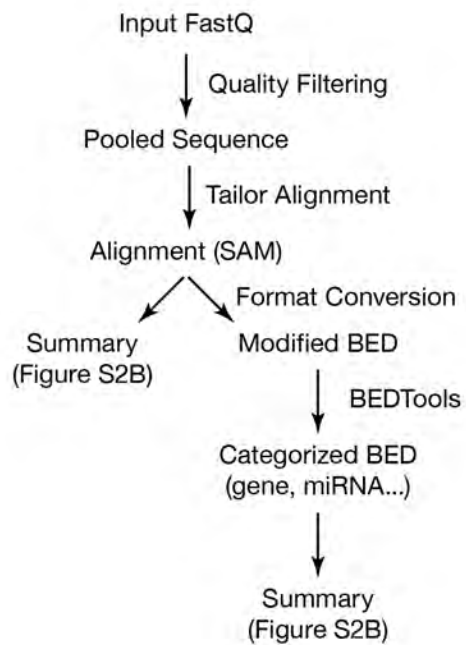 Input FastQ
Quality Filtering
Pooled Sequence
Tailor Alignment
Alignment (SAM)
Format Conversion
Summary
(Figure S2B)
Modified BED
BEDTools
Categorized BED
(gene, miRNA...)
Summary
(Figure S2B)